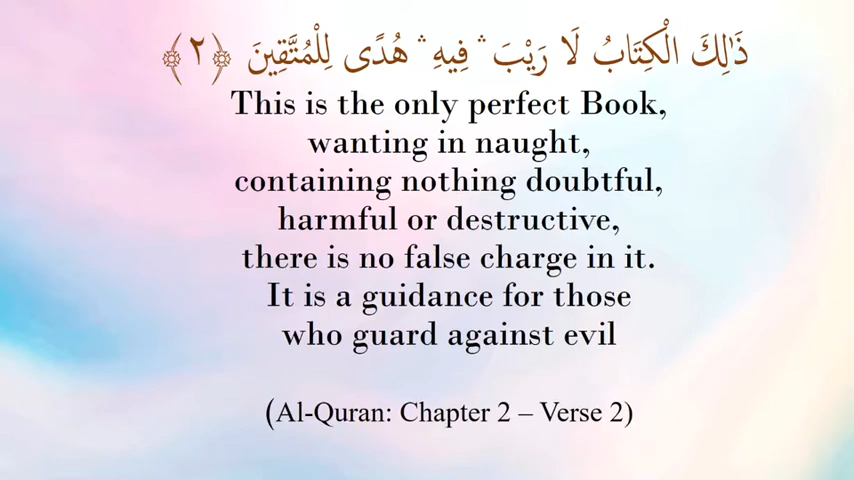 ذَٰلِكَ الْكِتَابُ لَا رَيْبَ ۛ فِيهِ ۛ هُدًى لِلْمُتَّقِينَ ﴿٢﴾
This is the only perfect Book,
wanting in naught,
containing nothing doubtful,
harmful or destructive,
there is no false charge in it.
It is a guidance for those
who guard against evil
(Al-Quran: Chapter 2 – Verse 2)